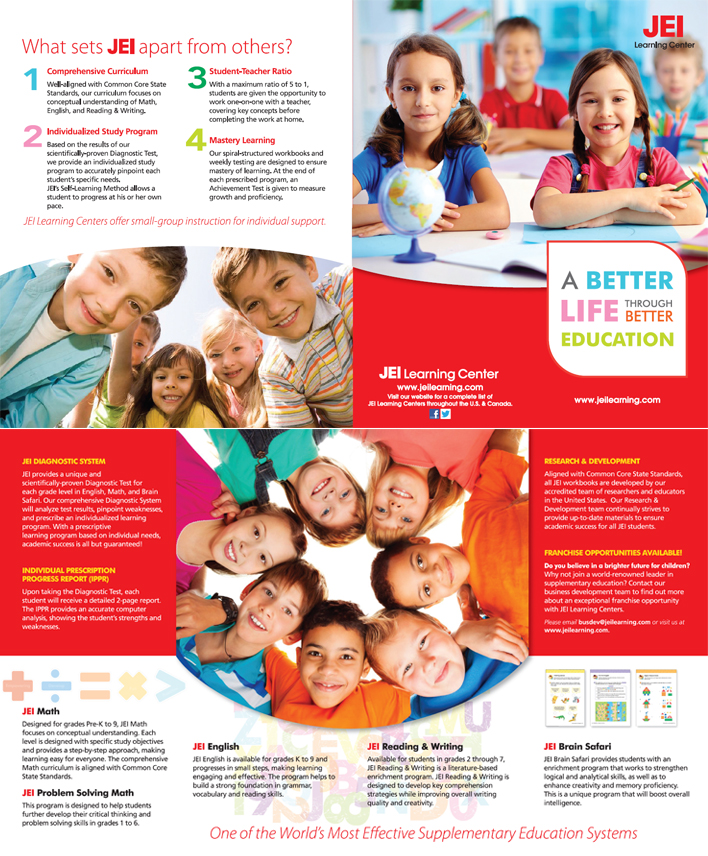 What sets JEI apart from others?
1
Comprehensive Curriculum
Well-aligned with Common Core State
Standards, our curriculum focuses on
conceptual understanding of Math,
English, and Reading & Writing.
2
Individualized Study Program
Based on the results of our
scientifically-proven Diagnostic Test,
we provide an individualized study
program to accurately pinpoint each
student's specific needs.
JEI's Self-Learning Method allows a
student to progress at his or her own
pace.
3
Student-Teacher Ratio
With a maximum ratio of 5 to 1,
students are given the opportunity to
work one-on-one with a teacher,
covering key concepts before
completing the work at home.
4
Mastery Learning
Our spiral-structured workbooks and
weekly testing are designed to ensure
mastery of learning. At the end of
each prescribed program, an
Achievement Test is given to measure
growth and proficiency.
JEI Learning Centers offer small-group instruction for individual support.
JEI
Learning Center
A BETTER
LIFE THROUGH
BETTER
EDUCATION
JEI Learning Center
www.jeilearning.com
Visit our website for a complete list of
JEI Learning Centers throughout the U.S. & Canada.
www.jeilearning.com
JEI DIAGNOSTIC SYSTEM
JEI provides a unique and
scientifically-proven Diagnostic Test for
each grade level in English, Math, and Brain
Safari. Our comprehensive Diagnostic System
will analyze test results, pinpoint weaknesses,
and prescribe an individualized learning
program. With a prescriptive
learning program based on individual needs,
academic success is all but guaranteed!
INDIVIDUAL PRESCRIPTION
PROGRESS REPORT (IPPR)
Upon taking the Diagnostic Test, each
student will receive a detailed 2-page report.
The IPPR provides an accurate computer
analysis, showing the student's strengths and
weaknesses.
RESEARCH & DEVELOPMENT
Aligned with Common Core State Standards,
all JEI workbooks are developed by our
accredited team of researchers and educators
in the United States. Our Research &
Development team continually strives to
provide up-to-date materials to ensure
academic success for all JEI students.
FRANCHISE OPPORTUNITIES AVAILABLE!
Do you believe in a brighter future for children?
Why not join a world-renowned leader in
supplementary education? Contact our
business development team to find out more
about an exceptional franchise opportunity
with JEI Learning Centers.
Please email busdev@jeilearning.com or visit us at
www.jeilearning.com.
JEI Math
Designed for grades Pre-K to 9, JEI Math
focuses on conceptual understanding. Each
level is designed with specific study objectives
and provides a step-by-step approach, making
learning easy for everyone. The comprehensive
Math curriculum is aligned with Common Core
State Standards.
JEI Problem Solving Math
This program is designed to help students
further develop their critical thinking and
problem solving skills in grades 1 to 6.
JEI English
JEI English is available for grades K to 9 and
progresses in small steps, making learning
engaging and effective. The program helps to
build a strong foundation in grammar,
vocabulary and reading skills.
JEI Reading & Writing
Available for students in grades 2 through 7,
JEI Reading & Writing is a literature-based
enrichment program. JEI Reading & Writing is
designed to develop key comprehension
strategies while improving overall writing
quality and creativity.
JEI Brain Safari
JEI Brain Safari provides students with an
enrichment program that works to strengthen
logical and analytical skills, as well as to
enhance creativity and memory proficiency.
This is a unique program that will boost overall
intelligence.
One of the World's Most Effective Supplementary Education Systems